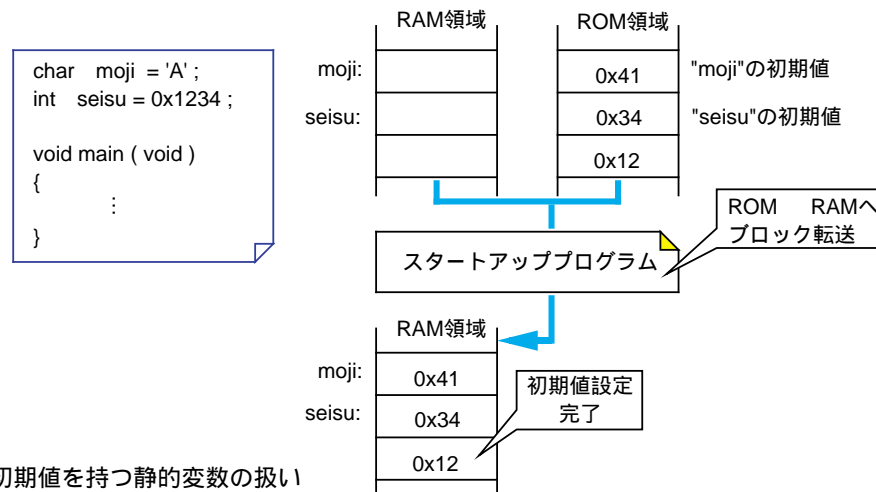 char moji = 'A' ;
int seisu = 0x1234 ;
void main ( void )
{
⋮
}
RAM領域
ROM領域
moji:
0x41
"moji"の初期値
seisu:
0x34
"seisu"の初期値
0x12
ROM RAMへ
ブロック転送
スタートアッププログラム
RAM領域
moji:
0x41
初期値設定
完了
seisu:
0x34
0x12
初期値を持つ静的変数の扱い